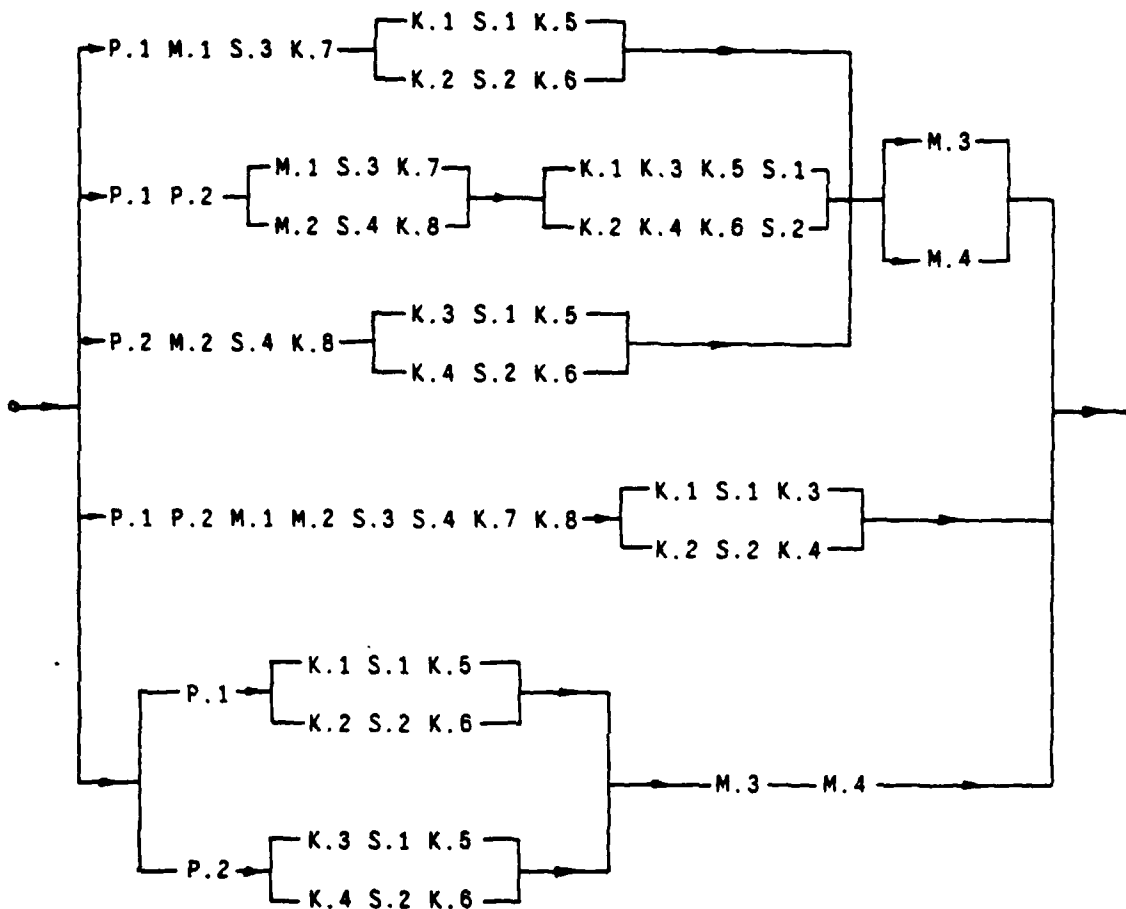 K.1 S.1 K.5
P.1 M.1 S.3 K.7
K.2 S.2 K.6
M.3
M.1 S.3 K.7
K.1 K.3 K.5 S.1
P.1 P.2
M.2 S.4 K.8
K.2 K.4 K.6 S.2
M.4
K.3 S.1 K.5
P.2 M.2 S.4 K.8
K.4 S.2 K.6
K.1 S.1 K.3
P.1 P.2 M.1 M.2 S.3 S.4 K.7 K.8
K.2 S.2 K.4
K.1 S.1 K.5
P.1
K.2 S.2 K.6
M.3 M.4
K.3 S.1 K.5
P.2
K.4 S.2 K.6